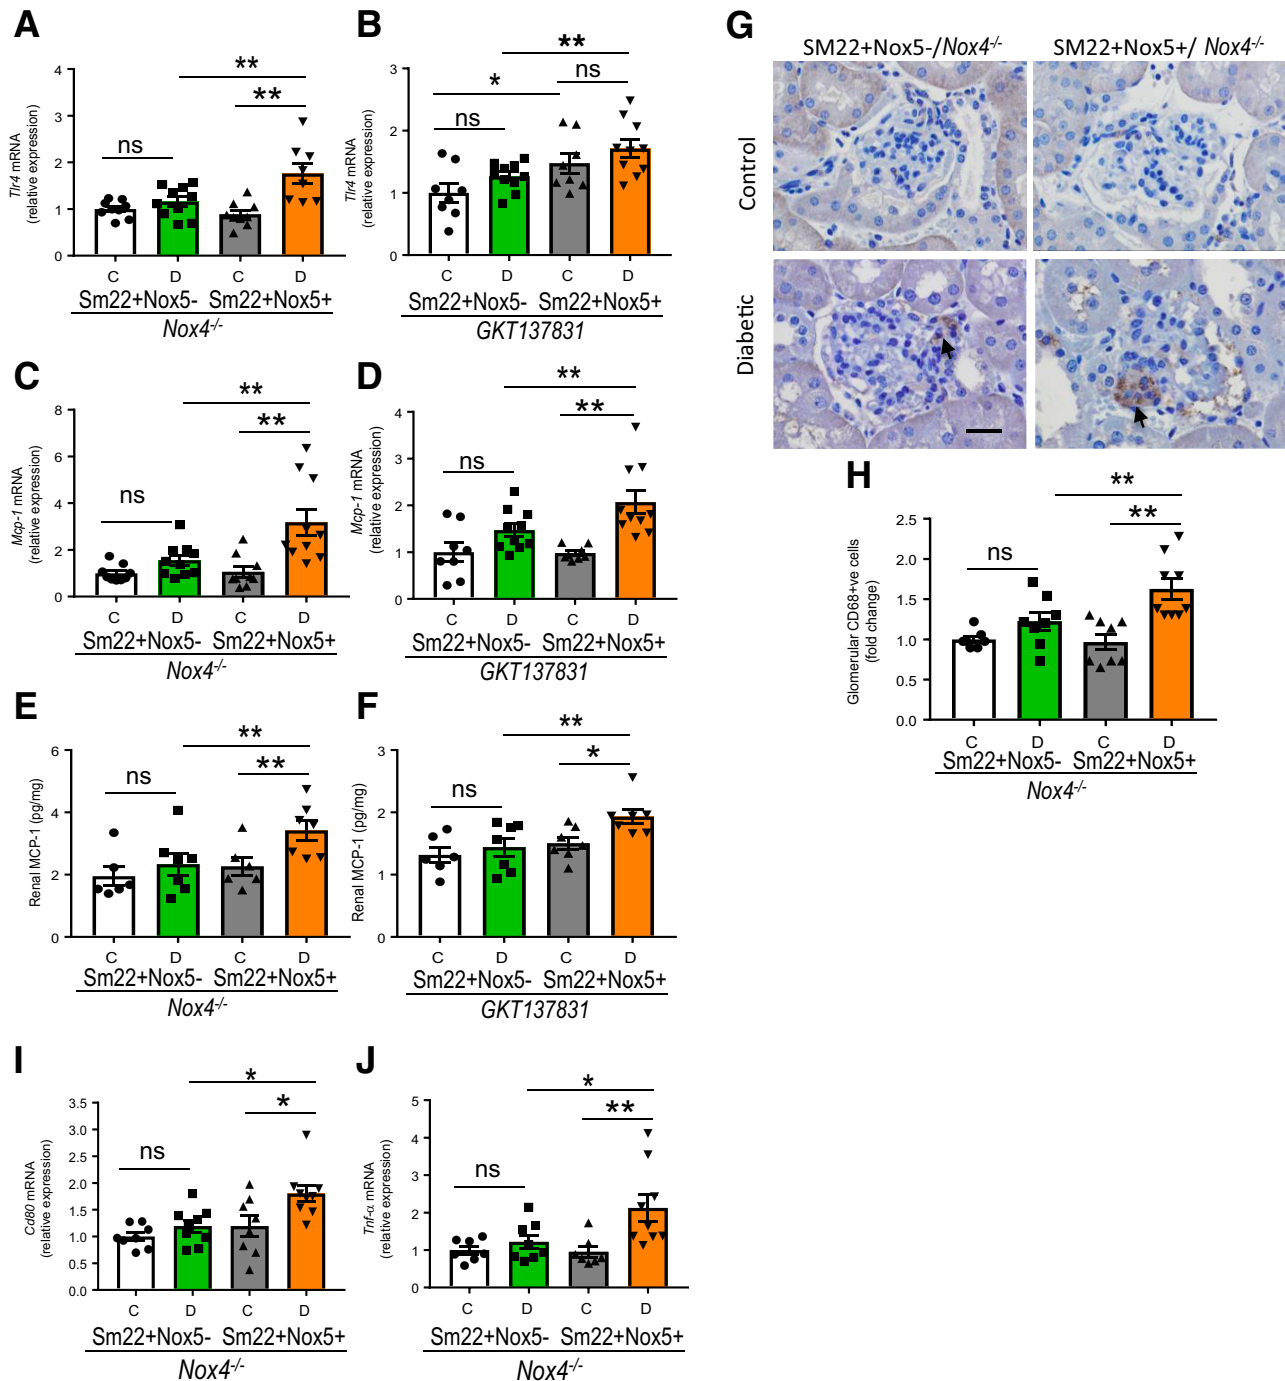 A
Tlr4 mRNA
(relative expression)
4
3
2
1
0
ns
**
**
C D C D
Sm22+Nox5- Sm22+Nox5+
Nox4-/-
B
Tlr4 mRNA
(relative expression)
3
2
1
0
ns
*
ns
**
C D C D
Sm22+Nox5- Sm22+Nox5+
GKT137831
C
Mcp-1 mRNA
(relative expression)
8
6
4
2
0
ns
**
**
C D C D
Sm22+Nox5- Sm22+Nox5+
Nox4-/-
D
Mcp-1 mRNA
(relative expression)
4
3
2
1
0
ns
**
**
C D C D
Sm22+Nox5- Sm22+Nox5+
GKT137831
E
Renal MCP-1 (pg/mg)
6
4
2
0
ns
**
**
C D C D
Sm22+Nox5- Sm22+Nox5+
Nox4-/-
F
Renal MCP-1 (pg/mg)
3
2
1
0
ns
**
*
C D C D
Sm22+Nox5- Sm22+Nox5+
GKT137831
G
SM22+Nox5-/Nox4-/- SM22+Nox5+/ Nox4-/-
Control
Diabetic
H
Glomerular CD68+ve cells
(fold change)
2.5
2.0
1.5
1.0
0.5
0.0
ns
**
**
C D C D
Sm22+Nox5- Sm22+Nox5+
Nox4-/-
I
Cd80 mRNA
(relative expression)
3.5
3.0
2.5
2.0
1.5
1.0
0.5
0.0
ns
*
*
C D C D
Sm22+Nox5- Sm22+Nox5+
Nox4-/-
J
Tnf-α mRNA
(relative expression)
5
4
3
2
1
0
ns
*
**
C D C D
Sm22+Nox5- Sm22+Nox5+
Nox4-/-